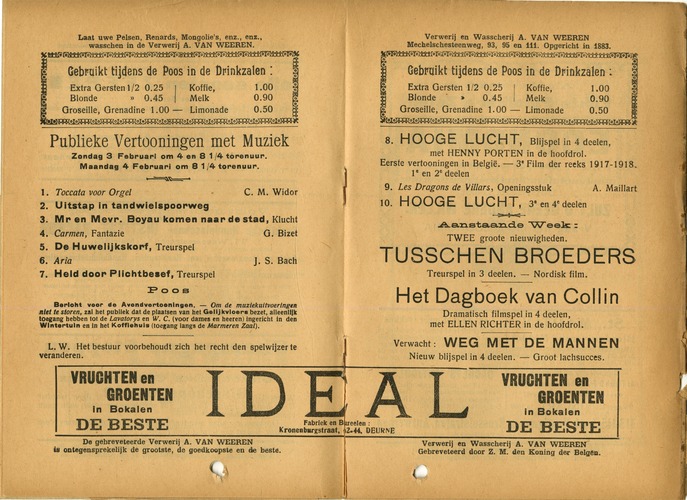 Laat uwe Pelsen, Renards, Mongolie's, enz., enz.,
wasschen in de Verwerij A. VAN WEEREN.
Gebruikt tijdens de Poos in de Drinkzalen :
Extra Gersten 1/2 0.25 | Koffie, 1.00
Blonde » 0.45 | Melk 0.90
Groseille, Grenadine 1.00 — Limonade 0.50
Publieke Vertooningen met Muziek
Zondag 3 Februari om 4 en 8 1/4 torenuur.
Maandag 4 Februari om 4 en 8 1/4 torenuur.
1. Toccata voor Orgel C. M. Widor
2. Uitstap in tandwielspoorweg
3. Mr en Mevr. Boyau komen naar de stad, Klucht
4. Carmen, Fantazie G. Bizet
5. De Huwelijkskorf, Treurspel
6. Aria J. S. Bach
7. Held door Plichtbesef, Treurspel
Poos
Bericht voor de Avondvertooningen. — Om de muziekuitvoeringen
niet te storen, zal het publiek dat de plaatsen van het Gelijkvloers bezet, alleenlijk
toegang hebben tot de Lavatorys en W. C. (voor dames en heeren) ingeticht in den
Wintertuin en in het Koffiehuis (toegang langs de Marmeren Zaal).
L. W. Het bestuur voorbehoudt zich het recht den spelwijzer te
veranderen.
Verwerij en Wasscherij A. VAN WEEREN
Mechelschesteenweg, 93, 95 en 111. Opgericht in 1883.
Gebruikt tijdens de Poos in de Drinkzalen :
Extra Gersten 1/2 0.25 | Koffie, 1.00
Blonde » 0.45 | Melk 0.90
Groseille, Grenadine 1.00 — Limonade 0.50
8. HOOGE LUCHT, Blijspel in 4 deelen,
met HENNY PORTEN in de hoofdrol.
Eerste vertooningen in België. — 3e Film der reeks 1917-1918.
1e en 2e deelen
9. Les Dragons de Villars, Openingsstuk A. Maillart
10. HOOGE LUCHT, 3e en 4e deelen
Aanstaande Week :
TWEE groote nieuwigheden.
TUSSCHEN BROEDERS
Treurspel in 3 deelen. — Nordisk film.
Het Dagboek van Collin
Dramatisch filmspel in 4 deelen,
met ELLEN RICHTER in de hoofdrol.
Verwacht : WEG MET DE MANNEN
Nieuw blijspel in 4 deelen. — Groot lachsucces.
VRUCHTEN en
GROENTEN
in Bokalen
DE BESTE
IDEAL
Fabriek en Bureelen :
Kronenburgstraat, 42-44, DEURNE
VRUCHTEN en
GROENTEN
in Bokalen
DE BESTE
De gebreveteerde Verwerij A. VAN WEEREN
is ontegensprekelijk de grootste, de goedkoopste en de beste.
Verwerij en Wasscherij A. VAN WEEREN
Gebreveteerd door Z. M. den Koning der Belgen.